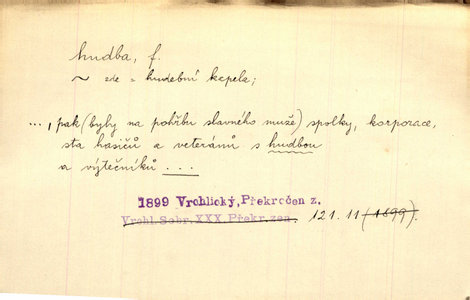 hudba, f.
~ zde = hudební kapela;
..., pak (byly na pohřbu slavného muže) spolky, korporace,
sta hasičů a veteránů s hudbou
a výtečníků ...
1899 Vrchlický, Překročen z.
Vrchl. Sebr. XXX. Překr. zen. 121. 11 (1899).